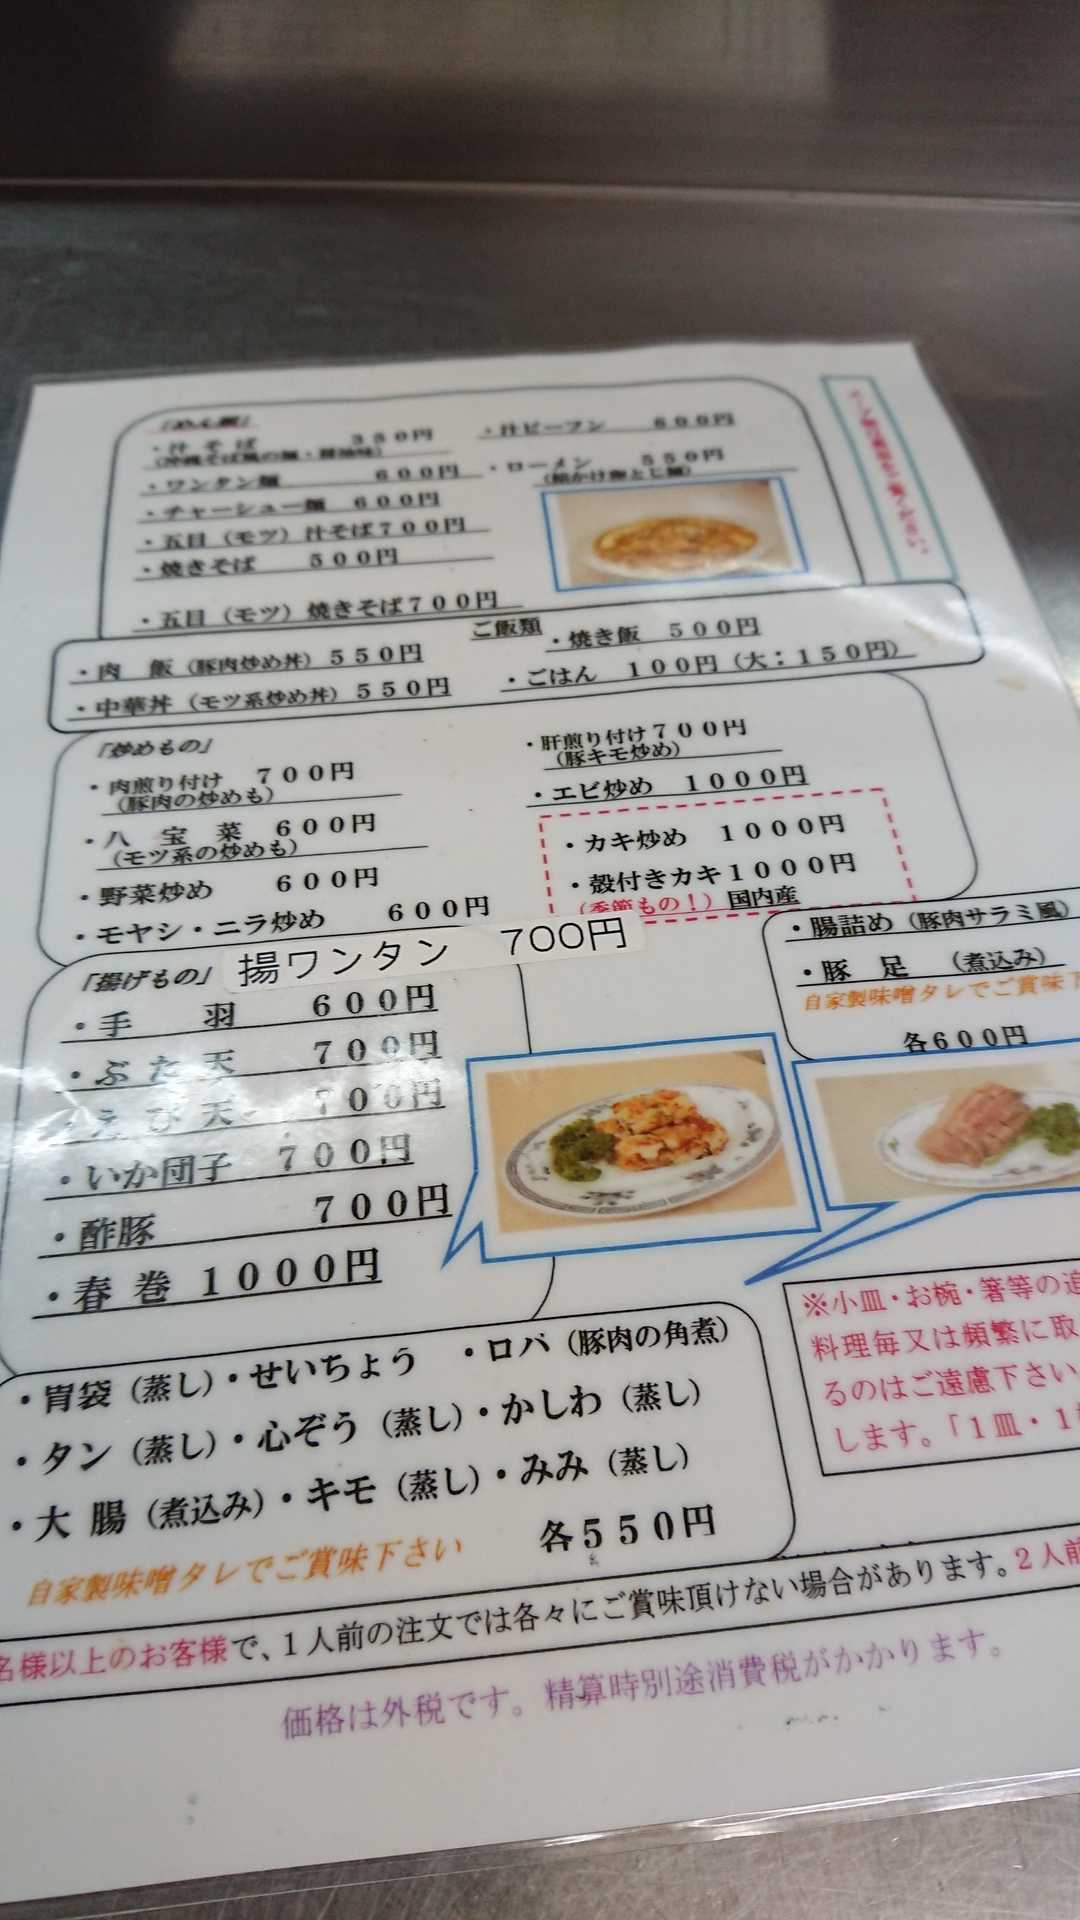 「めん類」
・汁そば 350円
(沖縄そば風の麺・醤油味)
・ワンタン麺 600円
・チャーシュー麺 600円
・五目(モツ)汁そば700円
・焼きそば 500円
・五目(モツ)焼きそば700円
・汁ビーフン 600円
・ローメン 550円
(餡かけ卵とじ麺)
ご飯類
・肉 飯(豚肉炒め丼)550円
・中華丼(モツ系炒め丼)550円
・焼き飯 500円
・ごはん 100円(大:150円)
「炒めもの」
・肉煎り付け 700円
(豚肉の炒めも)
・八 宝 菜 600円
(モツ系の炒めも)
・野菜炒め 600円
・モヤシ・ニラ炒め 600円
・肝煎り付け700円
(豚キモ炒め)
・エビ炒め 1000円
・カキ炒め 1000円
・殻付きカキ1000円
(季節もの!)国内産
「揚げもの」
揚ワンタン 700円
・手 羽 600円
・ぶた天 700円
・えび天 700円
・いか団子 700円
・酢豚 700円
・春 巻 1000円
・腸詰め(豚肉サラミ風)
・豚 足 (煮込み)
自家製味噌タレでご賞味下
各600円
・胃袋(蒸し)・せいちょう ・ロバ(豚肉の角煮)
・タン(蒸し)・心ぞう(蒸し)・かしわ(蒸し)
・大 腸(煮込み)・キモ(蒸し)・みみ(蒸し)
自家製味噌タレでご賞味下さい 各550円
※小皿・お椀・箸等の追
料理毎又は頻繁に取
るのはご遠慮下さい
します。「1皿・1
名様以上のお客様で、1人前の注文では各々にご賞味頂けない場合があります。2人前
価格は外税です。精算時別途消費税がかかります。